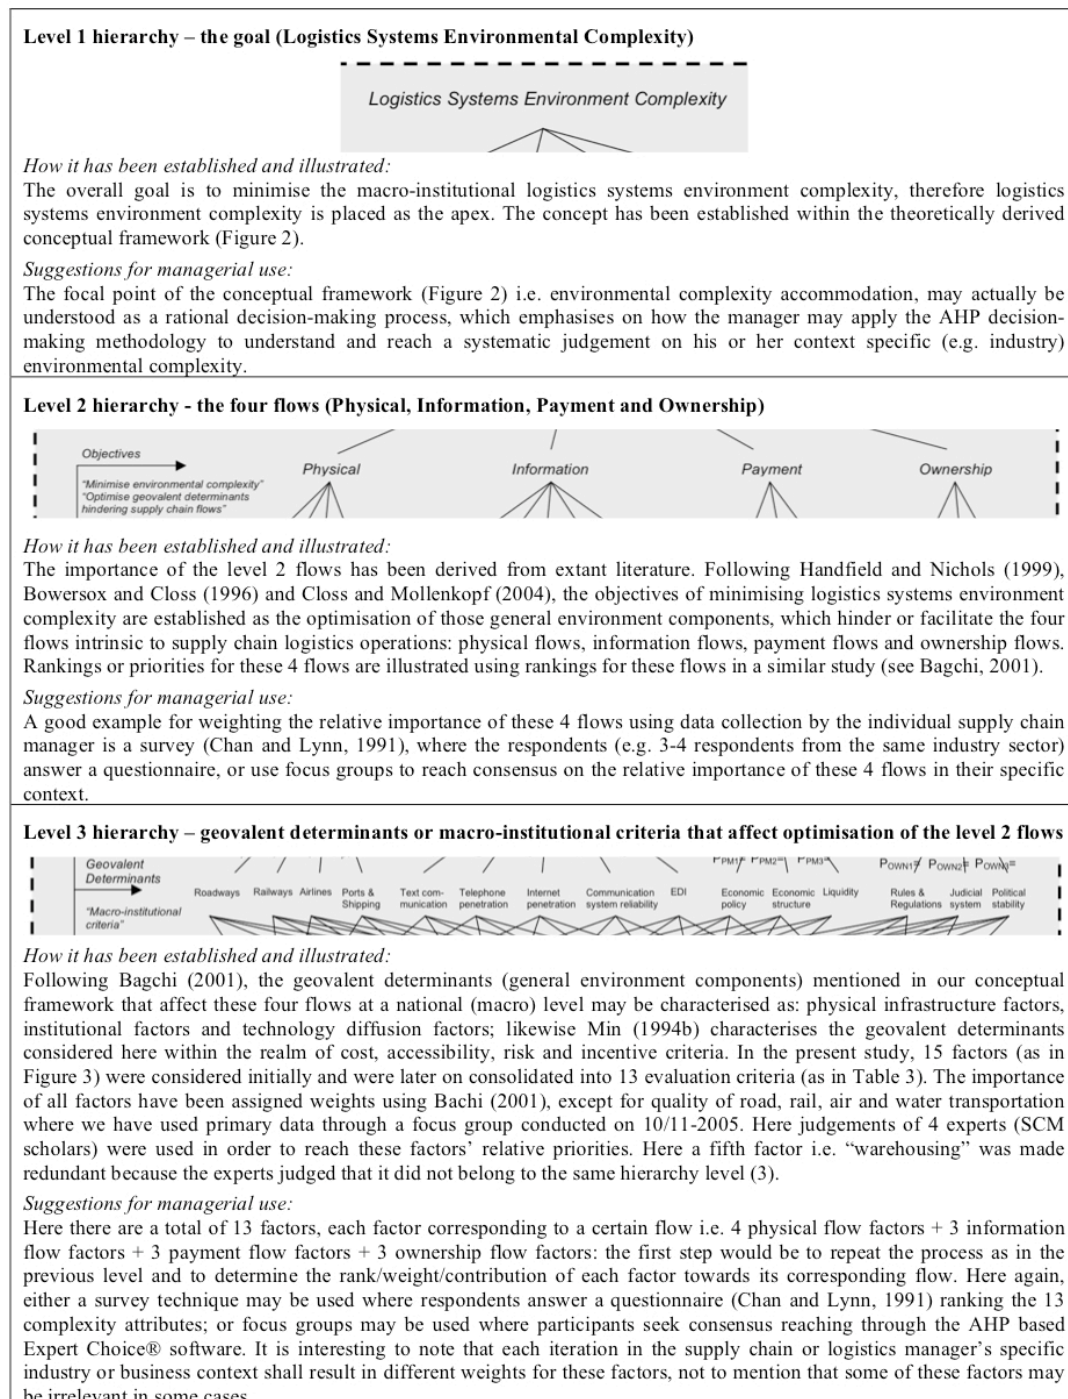 Level 1 hierarchy – the goal (Logistics Systems Environmental Complexity)
Logistics Systems Environment Complexity
How it has been established and illustrated:
The overall goal is to minimise the macro-institutional logistics systems environment complexity, therefore logistics
systems environment complexity is placed as the apex. The concept has been established within the theoretically derived
conceptual framework (Figure 2).
Suggestions for managerial use:
The focal point of the conceptual framework (Figure 2) i.e. environmental complexity accommodation, may actually be
understood as a rational decision-making process, which emphasises on how the manager may apply the AHP decision-
making methodology to understand and reach a systematic judgement on his or her context specific (e.g. industry)
environmental complexity.
Level 2 hierarchy - the four flows (Physical, Information, Payment and Ownership)
Objectives
Physical Information Payment Ownership
"Minimise environmental complexity"
"Optimise geovalent determinants
hindering supply chain flows"
How it has been established and illustrated:
The importance of the level 2 flows has been derived from extant literature. Following Handfield and Nichols (1999),
Bowersox and Closs (1996) and Closs and Mollenkopf (2004), the objectives of minimising logistics systems environment
complexity are established as the optimisation of those general environment components, which hinder or facilitate the four
flows intrinsic to supply chain logistics operations: physical flows, information flows, payment flows and ownership flows.
Rankings or priorities for these 4 flows are illustrated using rankings for these flows in a similar study (see Bagchi, 2001).
Suggestions for managerial use:
A good example for weighting the relative importance of these 4 flows using data collection by the individual supply chain
manager is a survey (Chan and Lynn, 1991), where the respondents (e.g. 3-4 respondents from the same industry sector)
answer a questionnaire, or use focus groups to reach consensus on the relative importance of these 4 flows in their specific
context.
Level 3 hierarchy – geovalent determinants or macro-institutional criteria that affect optimisation of the level 2 flows
PPM1= PPM2= PPM3= POWN1= POWN2= POWN3=
Geovalent
Determinants
Roadways Railways Airlines Ports & Text com- Telephone Internet Communication EDI Economic Economic Liquidity Rules & Judicial Political
Shipping munication penetration penetration system reliability policy structure Regulations system stability
"Macro-institutional
criteria"
How it has been established and illustrated:
Following Bagchi (2001), the geovalent determinants (general environment components) mentioned in our conceptual
framework that affect these four flows at a national (macro) level may be characterised as: physical infrastructure factors,
institutional factors and technology diffusion factors; likewise Min (1994b) characterises the geovalent determinants
considered here within the realm of cost, accessibility, risk and incentive criteria. In the present study, 15 factors (as in
Figure 3) were considered initially and were later on consolidated into 13 evaluation criteria (as in Table 3). The importance
of all factors have been assigned weights using Bachi (2001), except for quality of road, rail, air and water transportation
where we have used primary data through a focus group conducted on 10/11-2005. Here judgements of 4 experts (SCM
scholars) were used in order to reach these factors' relative priorities. Here a fifth factor i.e. "warehousing" was made
redundant because the experts judged that it did not belong to the same hierarchy level (3).
Suggestions for managerial use:
Here there are a total of 13 factors, each factor corresponding to a certain flow i.e. 4 physical flow factors + 3 information
flow factors + 3 payment flow factors + 3 ownership flow factors: the first step would be to repeat the process as in the
previous level and to determine the rank/weight/contribution of each factor towards its corresponding flow. Here again,
either a survey technique may be used where respondents answer a questionnaire (Chan and Lynn, 1991) ranking the 13
complexity attributes; or focus groups may be used where participants seek consensus reaching through the AHP based
Expert Choice® software. It is interesting to note that each iteration in the supply chain or logistics manager's specific
industry or business context shall result in different weights for these factors, not to mention that some of these factors may
be irrelevant in some cases